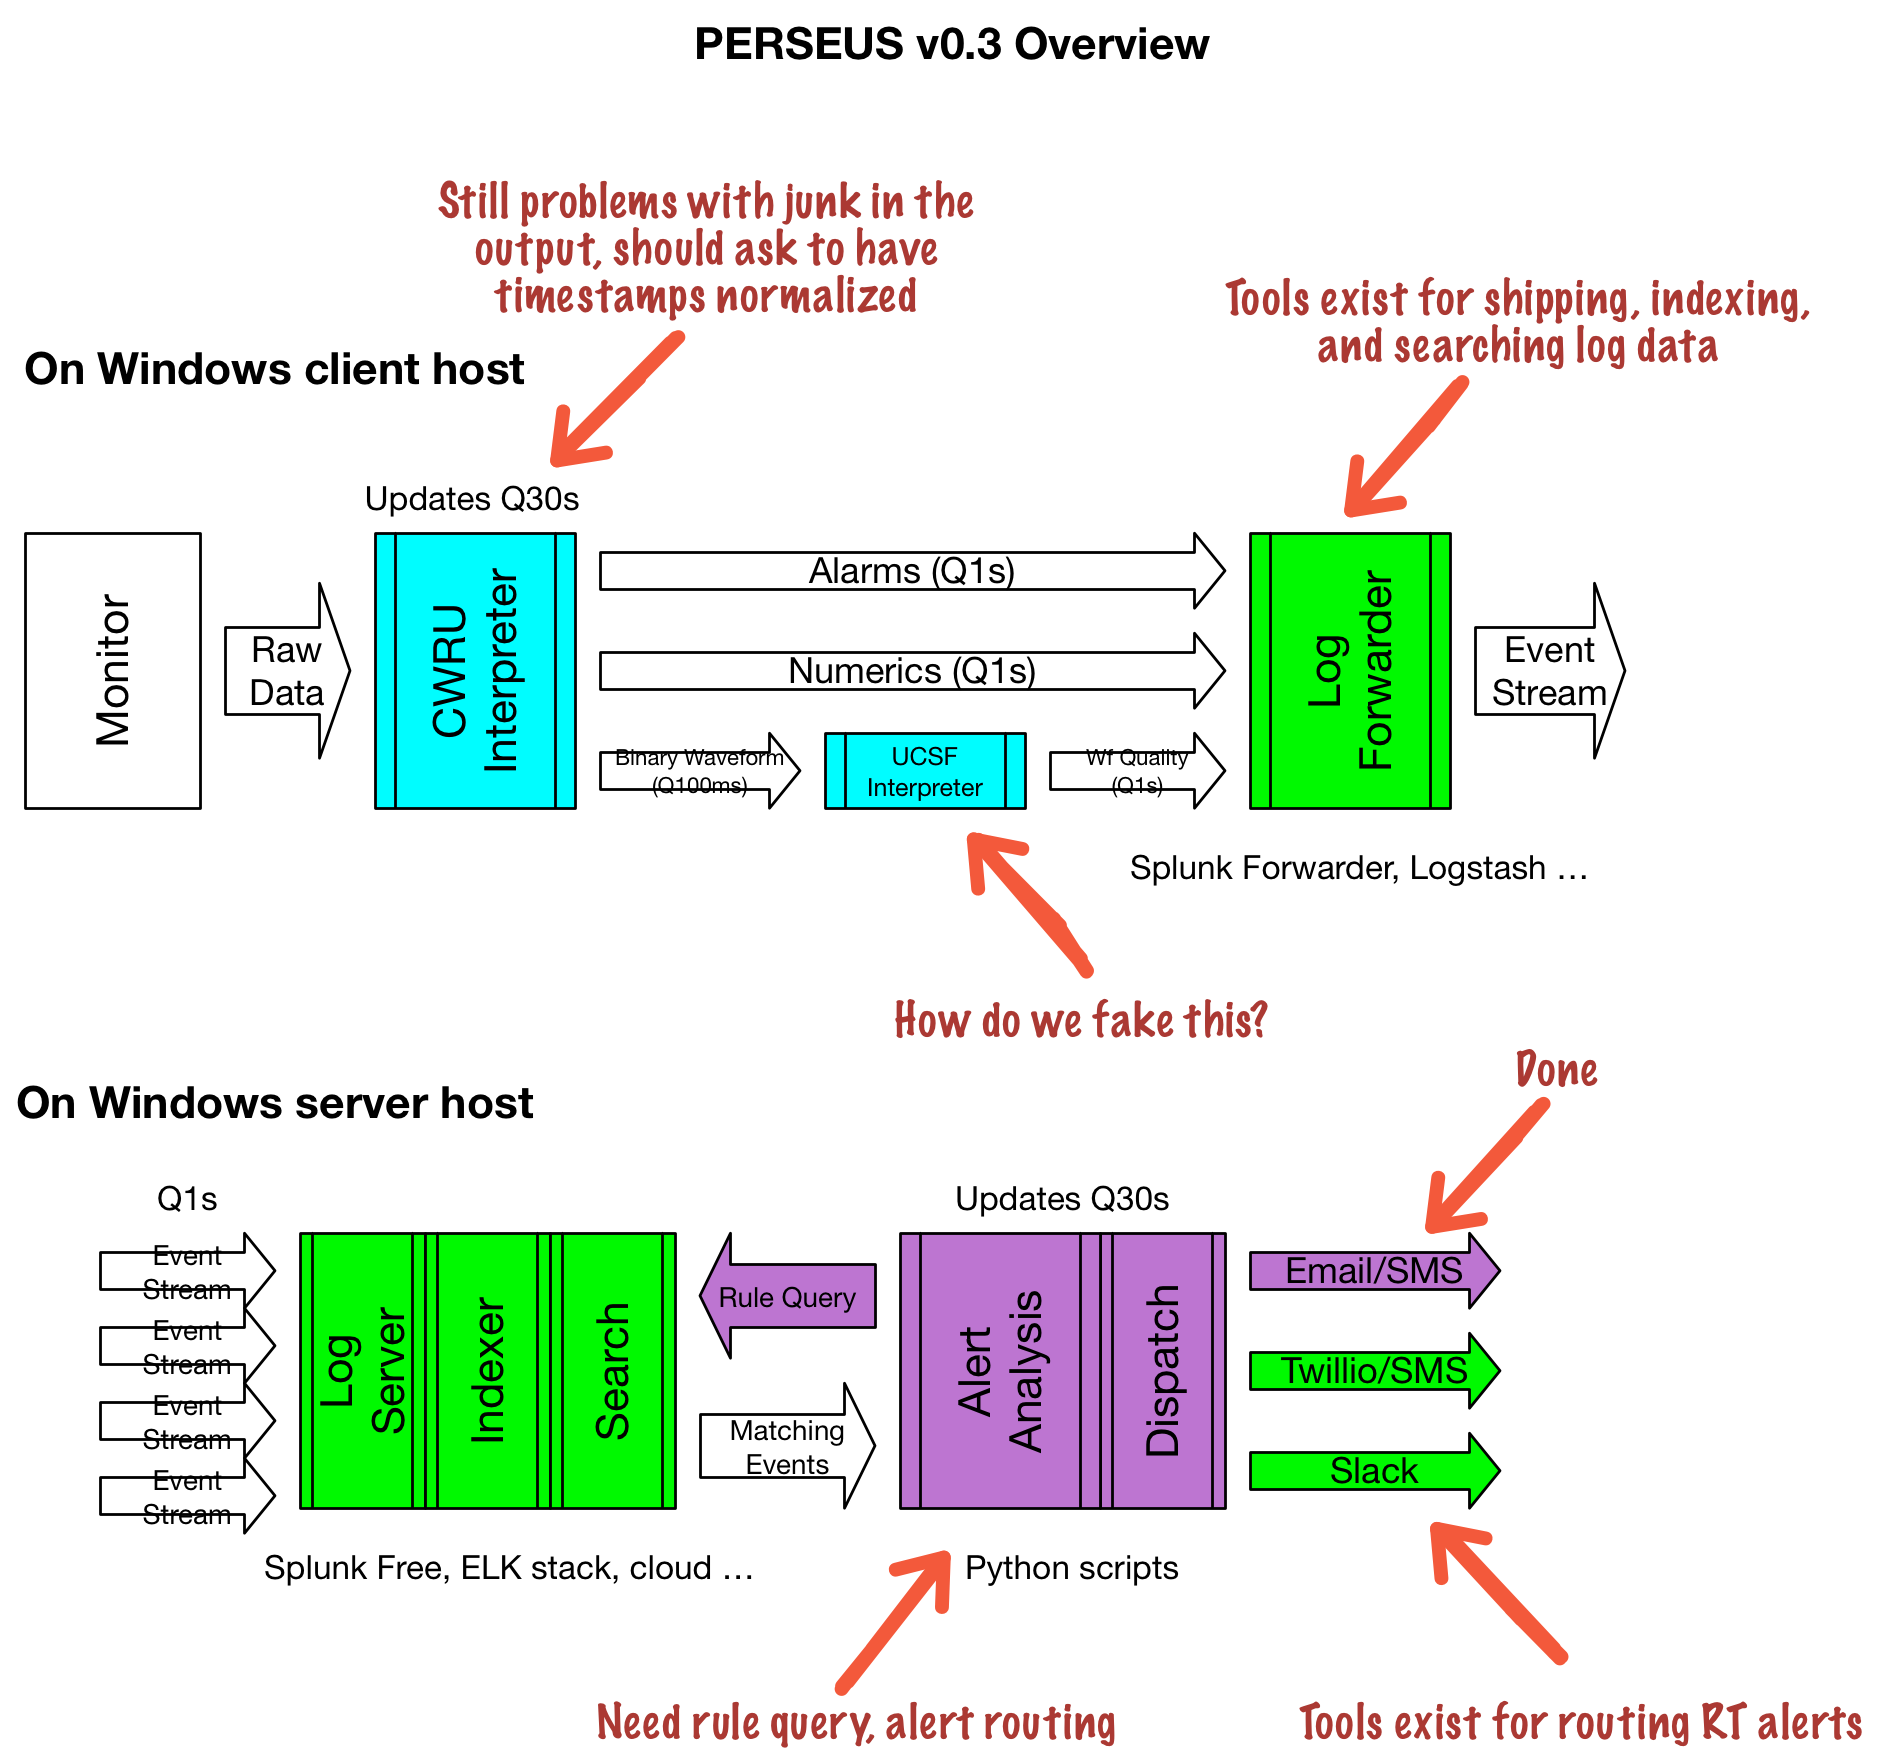 PERSEUS v0.3 Overview
Still problems with junk in the
output, should ask to have
timestamps normalized
Tools exist for shipping, indexing,
and searching log data
On Windows client host
Updates Q30s
Monitor
Raw
Data
CWRU
Interpreter
Alarms (Q1s)
Numerics (Q1s)
Binary Waveform
(Q100ms)
UCSF
Interpreter
Wf Quality
(Q1s)
Log
Forwarder
Event
Stream
Splunk Forwarder, Logstash …
How do we fake this?
Done
On Windows server host
Q1s
Event
Stream
Event
Stream
Event
Stream
Event
Stream
Log
Server
Indexer
Search
Rule Query
Matching
Events
Updates Q30s
Alert
Analysis
Dispatch
Email/SMS
Twillio/SMS
Slack
Splunk Free, ELK stack, cloud …
Python scripts
Need rule query, alert routing
Tools exist for routing RT alerts